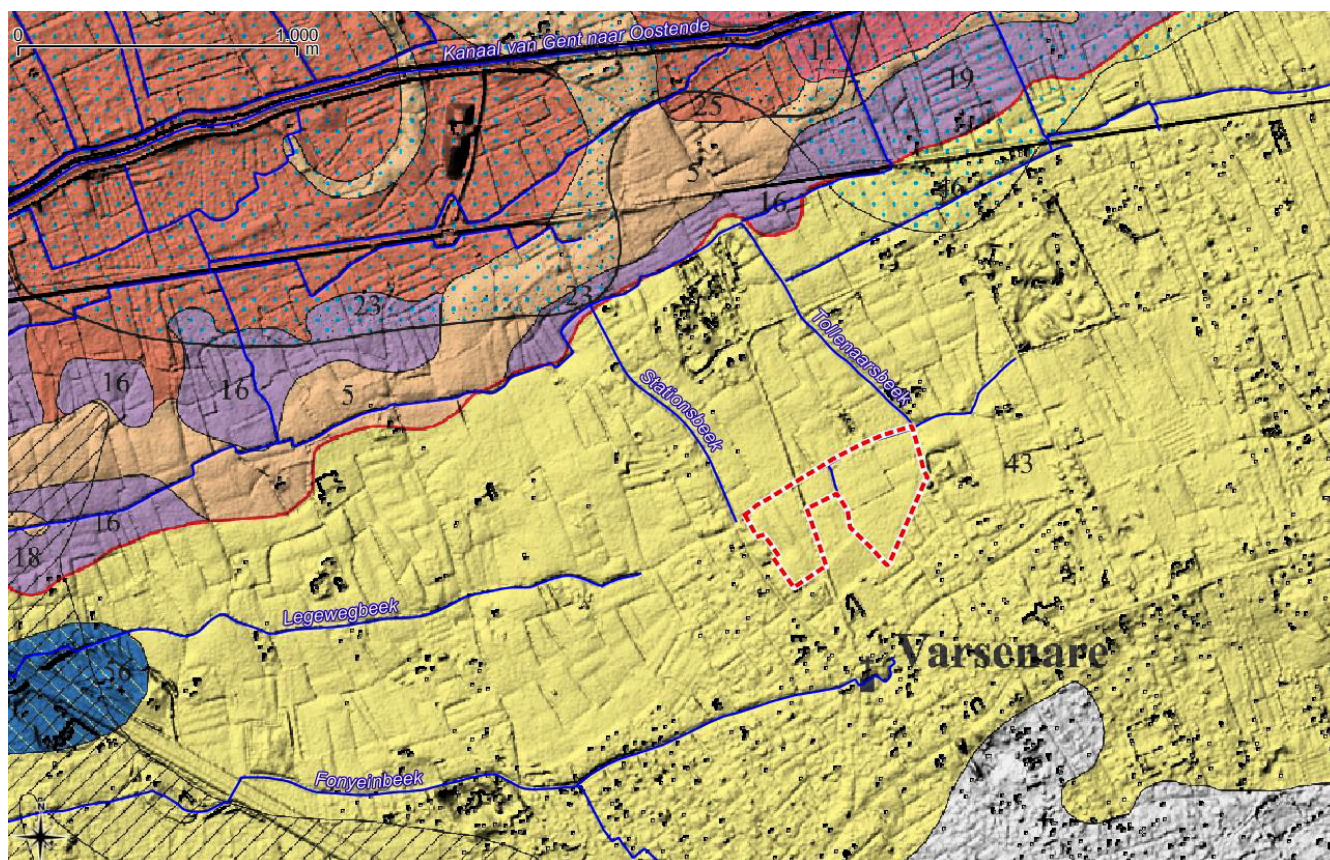 0
1.000
m
Kanaal van Gent naar Oostende
11
19
25
5
46
16
23
23
16
16
5
Tollenaarsbeek
Stationsbeek
43
16
18
Legewegbeek
Varsenare
Fonyeinbeek